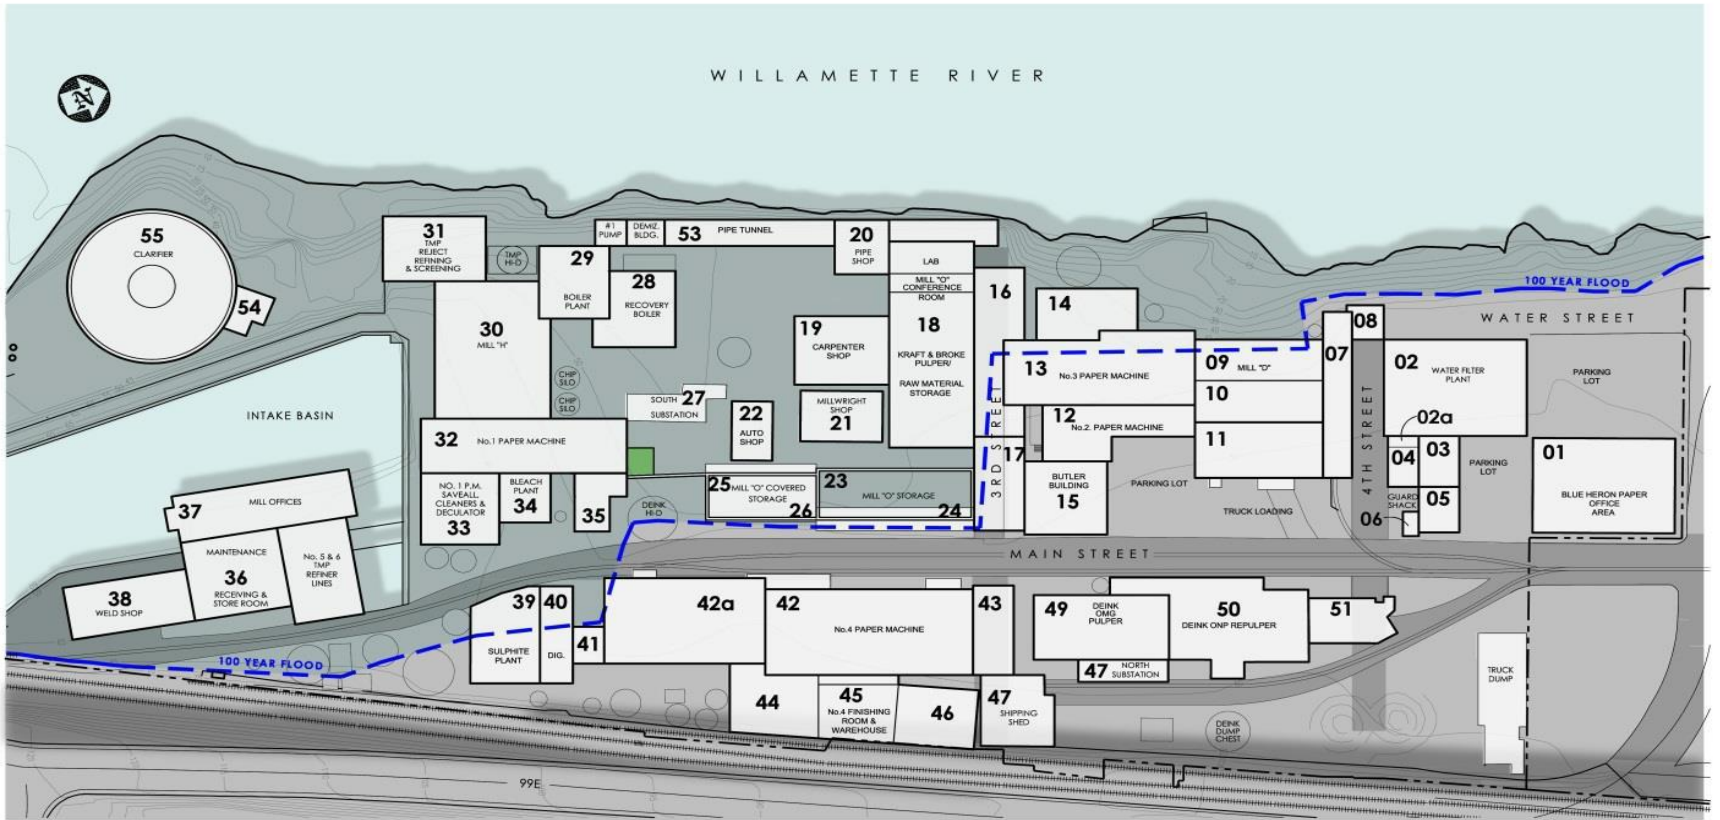 WILLAMETTE RIVER
N
55
CLARIFIER
54
31
TMP
REJECT
REFINING
& SCREENING
TMP
HI-D
#1
PUMP
DEMIZ.
BLDG.
53 PIPE TUNNEL
20
PIPE
SHOP
LAB
MILL "O"
CONFERENCE
ROOM
29
BOILER
PLANT
28
RECOVERY
BOILER
16
14
100 YEAR FLOOD
WATER STREET
30
MILL "H"
19
CARPENTER
SHOP
18
KRAFT & BROKE
PULPER/
RAW MATERIAL
STORAGE
13 No.3 PAPER MACHINE
09 MILL "D"
07
08
02
WATER FILTER
PLANT
PARKING
LOT
CHIP
SILO
CHIP
SILO
SOUTH 27
SUBSTATION
22
AUTO
SHOP
MILLWRIGHT
SHOP
21
3RD STREET
12
No.2. PAPER MACHINE
10
11
4TH STREET
02a
INTAKE BASIN
32 No.1 PAPER MACHINE
17
04
03
PARKING
LOT
01
BLUE HERON PAPER
OFFICE
AREA
NO. 1 P.M.
SAVEALL,
CLEANERS &
DECULATOR
33
BLEACH
PLANT
34
35
DEINK
HI-D
25 MILL "O" COVERED
STORAGE
26
23
MILL "O" STORAGE
24
BUTLER
BUILDING
15
PARKING LOT
TRUCK LOADING
GUARD
SHACK
06
05
37 MILL OFFICES
MAIN STREET
MAINTENANCE
36
RECEIVING &
STORE ROOM
No. 5 & 6
TMP
REFINER
LINES
38
WELD SHOP
39
SULPHITE
PLANT
40
DIG.
41
42a
42
No.4 PAPER MACHINE
43
49
DEINK
OMG
PULPER
50
DEINK ONP REPULPER
51
100 YEAR FLOOD
47 NORTH
SUBSTATION
TRUCK
DUMP
44
45
No.4 FINISHING
ROOM &
WAREHOUSE
46
47
SHIPPING
SHED
DEINK
DUMP
CHEST
99E